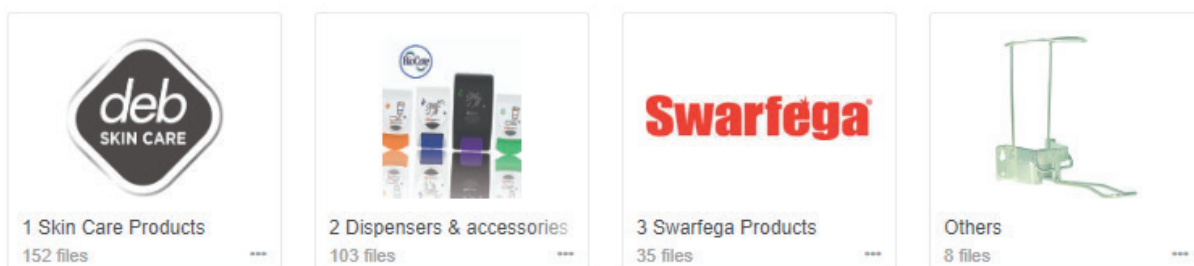 deb
SKIN CARE
BioCote
Swarfega®
1 Skin Care Products
2 Dispensers & accessories
3 Swarfega Products
Others
152 files
103 files
35 files
8 files